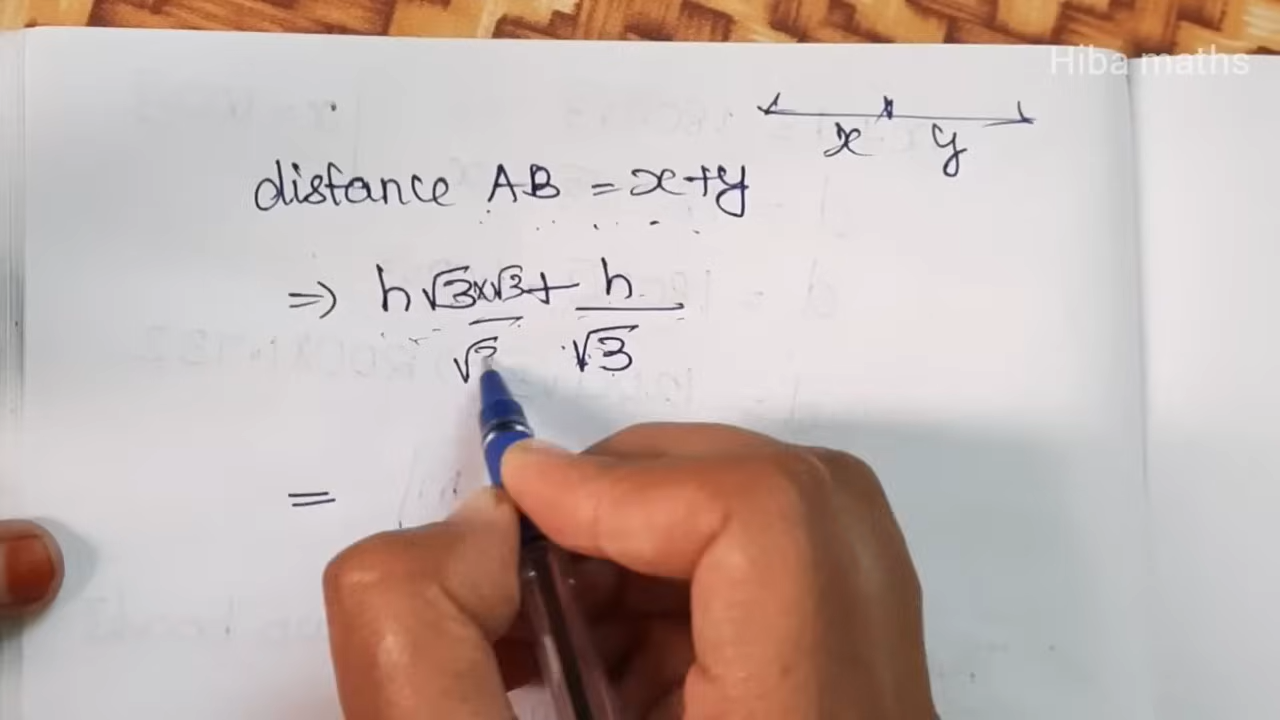 Hiba maths
x y
distance AB = x+y
⇒ h√3×√3 + h
√3 √3
=